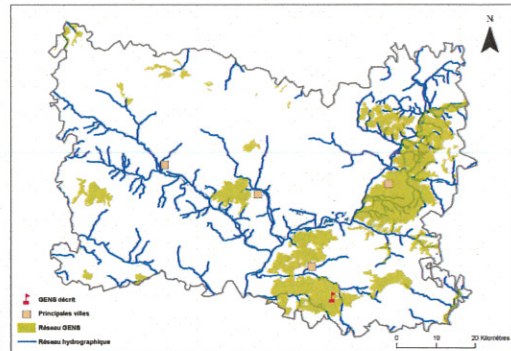 N
GENS décrit
Principales villes
Réseau GENS
Réseau hydrographique
0 10 20 Kilomètres